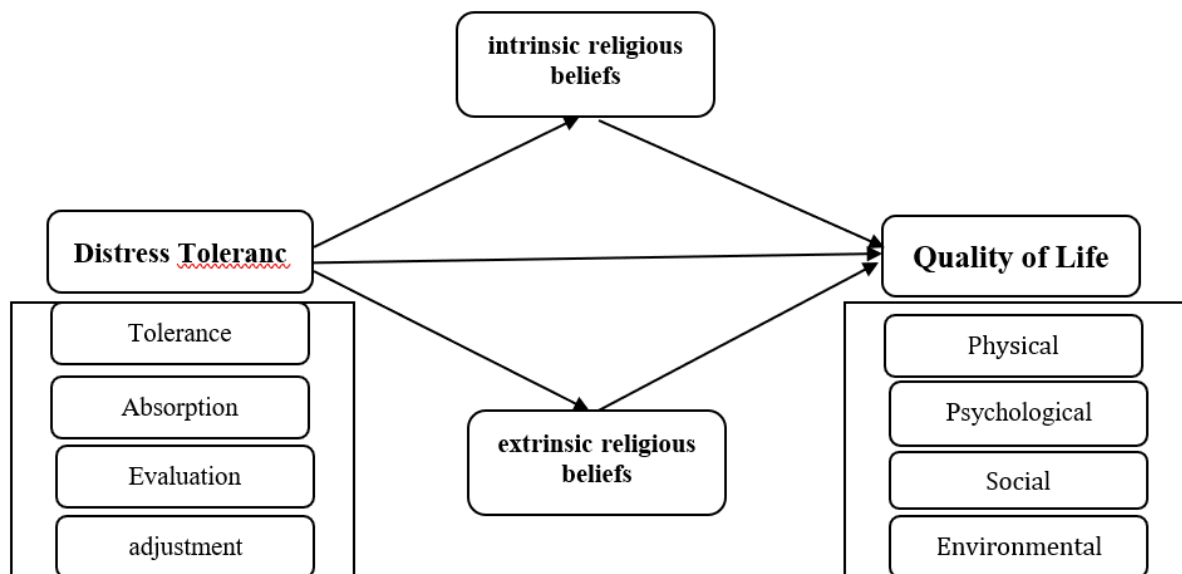 intrinsic religious
beliefs
Distress Toleranc
Quality of Life
Tolerance
Absorption
Evaluation
adjustment
extrinsic religious
beliefs
Physical
Psychological
Social
Environmental